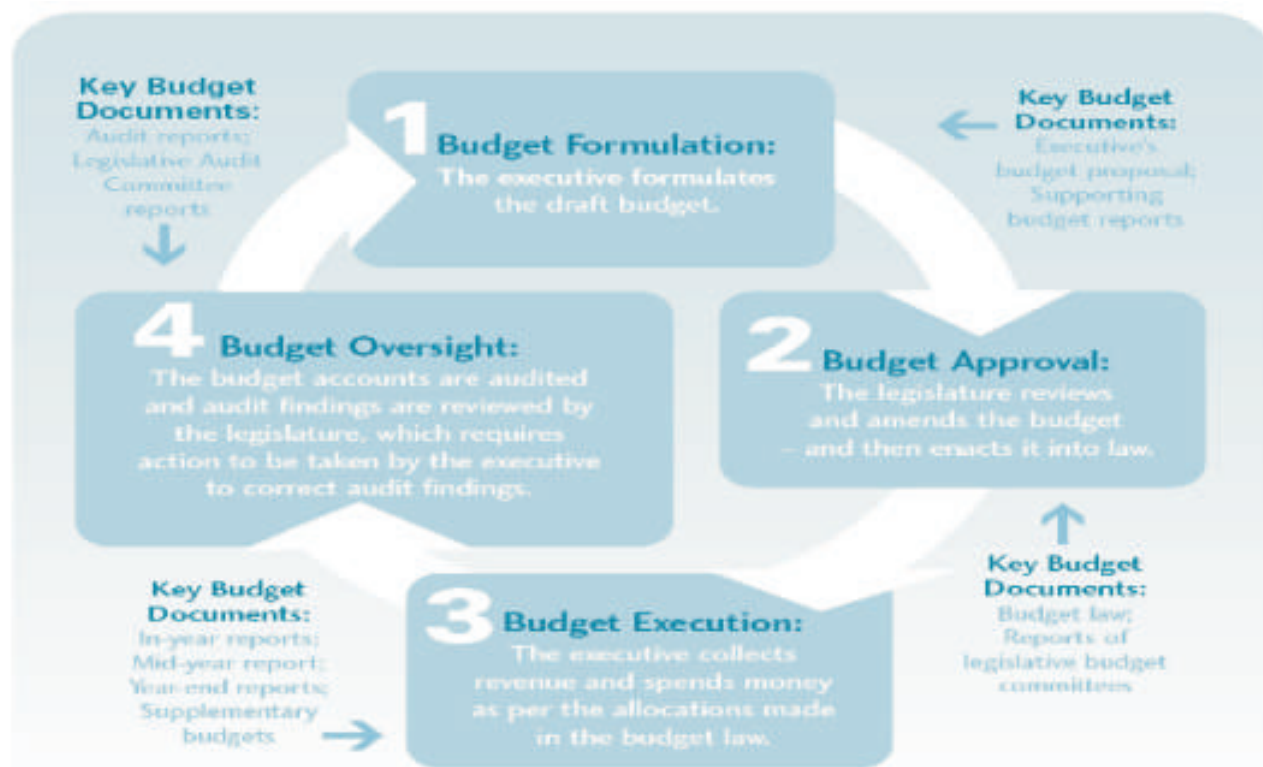 Key Budget
Documents:
Audit reports;
Legislative Audit
Committee
reports
1
Budget Formulation:
The executive formulates
the draft budget.
Key Budget
Documents:
Executive's
budget proposal;
Supporting
budget reports
2
Budget Approval:
The legislature reviews
and amends the budget
– and then enacts it into law.
Key Budget
Documents:
Budget law;
Reports of
legislative budget
committees
3
Budget Execution:
The executive collects
revenue and spends money
as per the allocations made
in the budget law.
Key Budget
Documents:
In-year reports;
Mid-year report;
Year-end reports;
Supplementary
budgets
4
Budget Oversight:
The budget accounts are audited
and audit findings are reviewed by
the legislature, which requires
action to be taken by the executive
to correct audit findings.